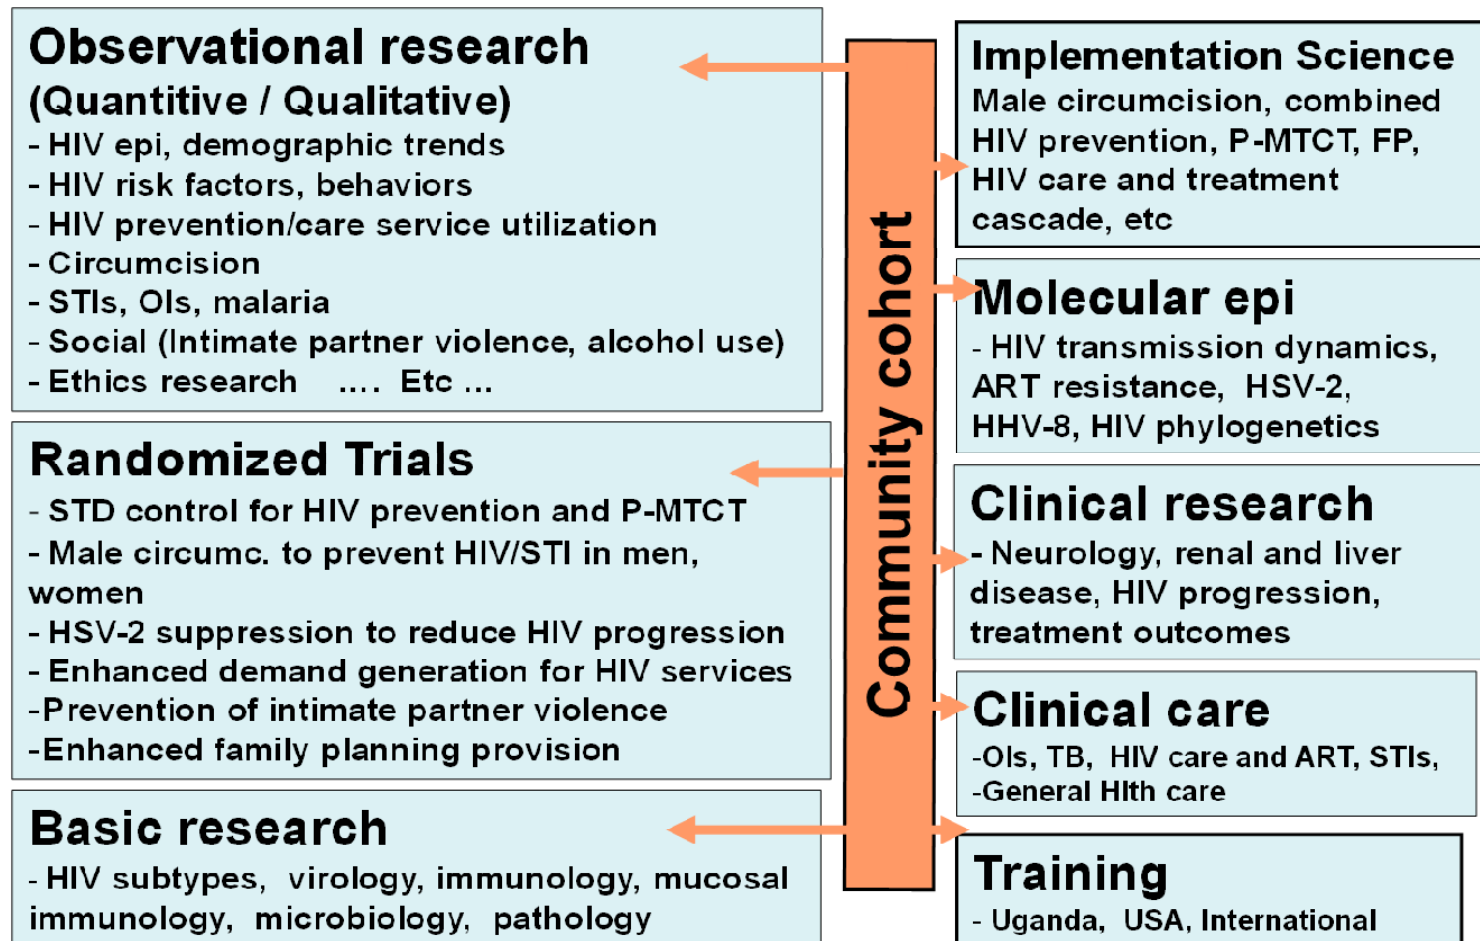 Observational research
(Quantitive / Qualitative)
- HIV epi, demographic trends
- HIV risk factors, behaviors
- HIV prevention/care service utilization
- Circumcision
- STIs, OIs, malaria
- Social (Intimate partner violence, alcohol use)
- Ethics research .... Etc ...
Randomized Trials
- STD control for HIV prevention and P-MTCT
- Male circumc. to prevent HIV/STI in men,
women
- HSV-2 suppression to reduce HIV progression
- Enhanced demand generation for HIV services
-Prevention of intimate partner violence
-Enhanced family planning provision
Basic research
- HIV subtypes, virology, immunology, mucosal
immunology, microbiology, pathology
Community cohort
Implementation Science
Male circumcision, combined
HIV prevention, P-MTCT, FP,
HIV care and treatment
cascade, etc
Molecular epi
- HIV transmission dynamics,
ART resistance, HSV-2,
HHV-8, HIV phylogenetics
Clinical research
- Neurology, renal and liver
disease, HIV progression,
treatment outcomes
Clinical care
-OIs, TB, HIV care and ART, STIs,
-General Hlth care
Training
- Uganda, USA, International